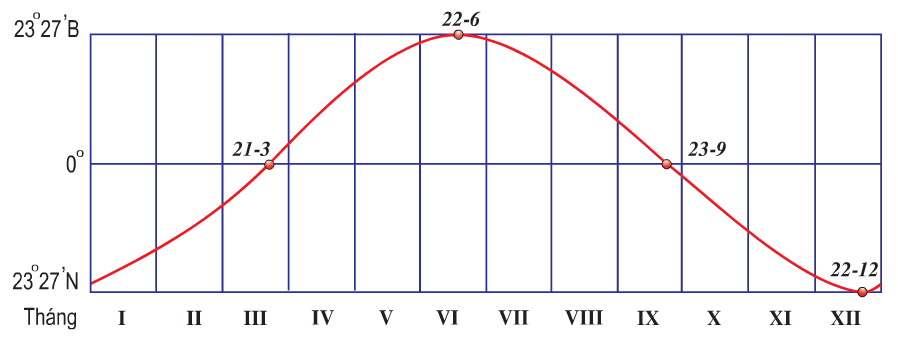 22-6
23°27'B
21-3
0°
23-9
22-12
23°27'N
Tháng I II III IV V VI VII VIII IX X XI XII